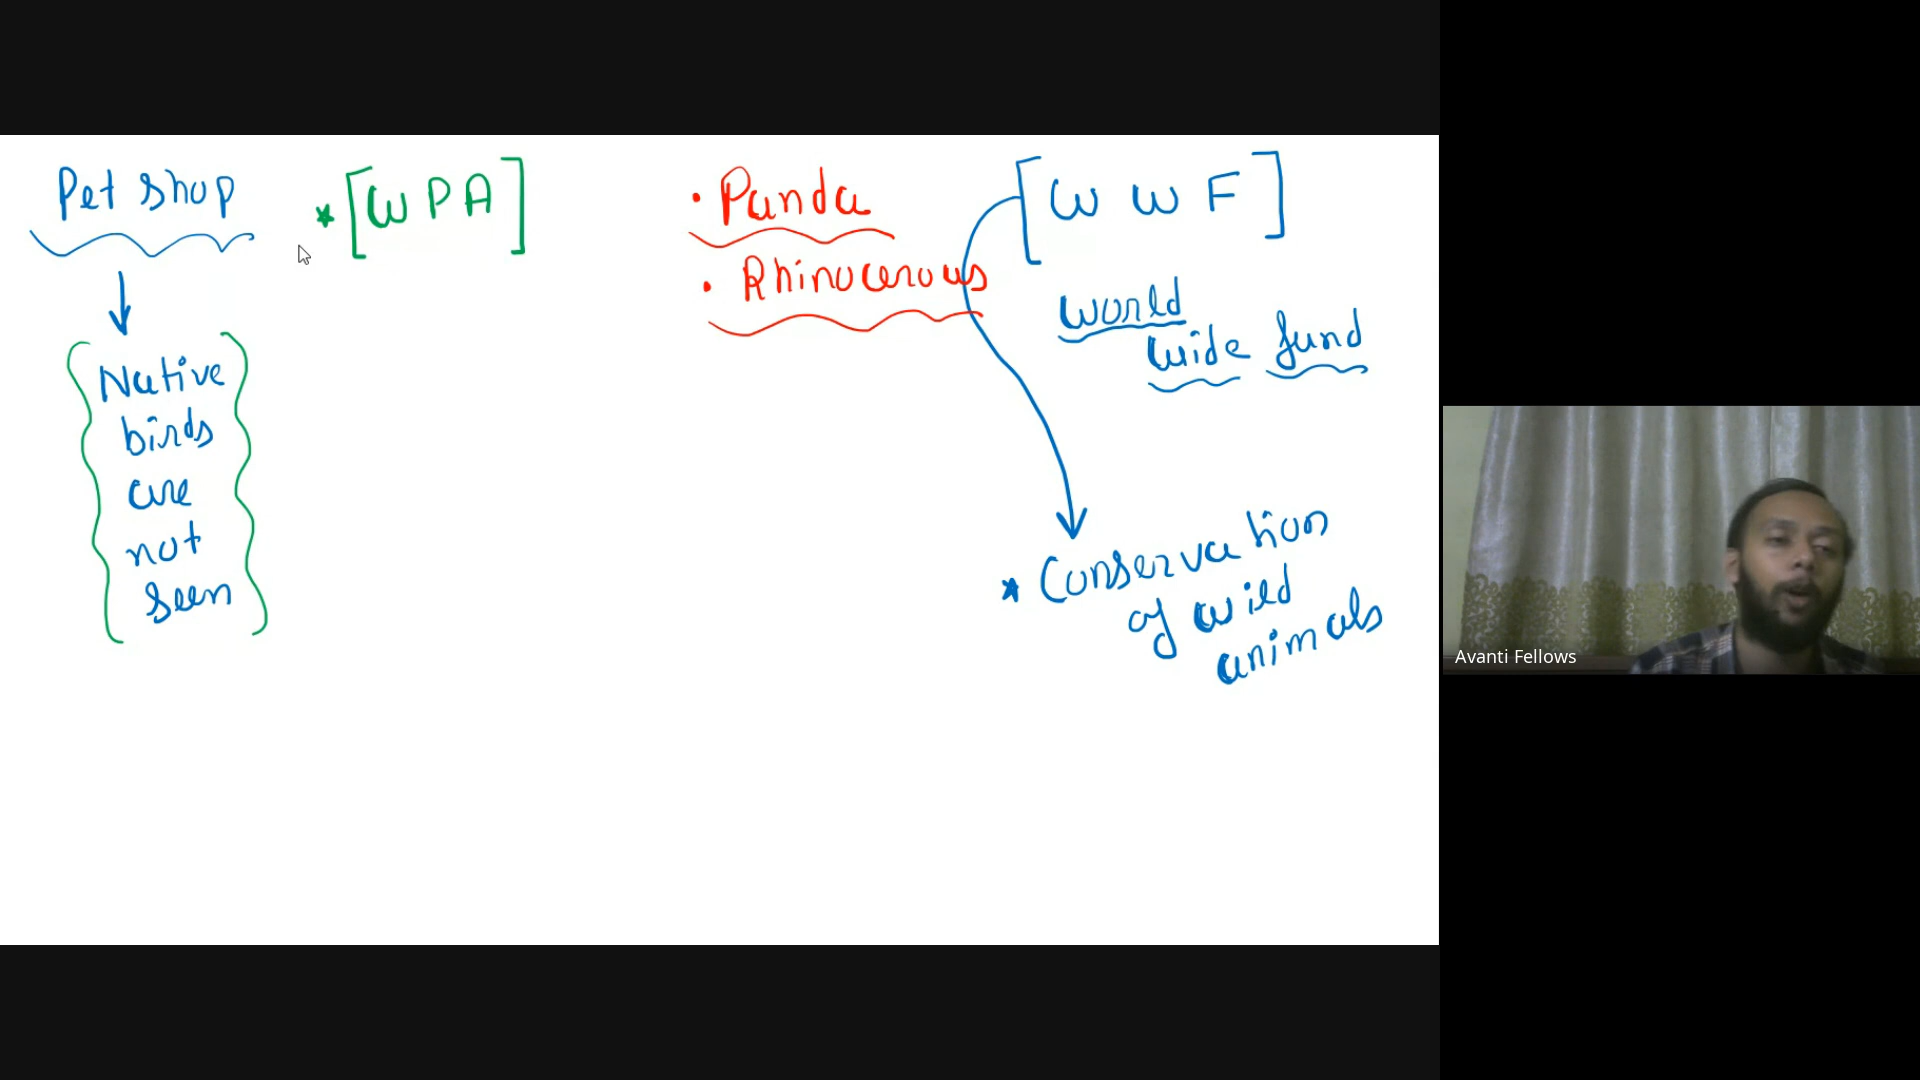 Pet shop
* [WPA]
Native
birds
are
not
seen
• Panda
• Rhinocerous
[W W F]
world
wide fund
* Conservation
of wild
animals
Avanti Fellows